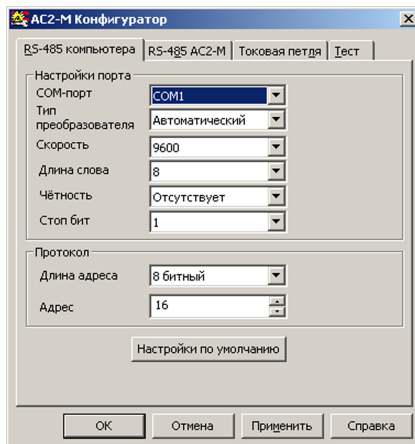 АС2-М Конфигуратор
RS-485 компьютера
RS-485 АС2-М
Токовая петля
Тест
Настройки порта
COM-порт
COM1
Тип
преобразователя
Автоматический
Скорость
9600
Длина слова
8
Чётность
Отсутствует
Стоп бит
1
Протокол
Длина адреса
8 битный
Адрес
16
Настройки по умолчанию
ОК
Отмена
Применить
Справка